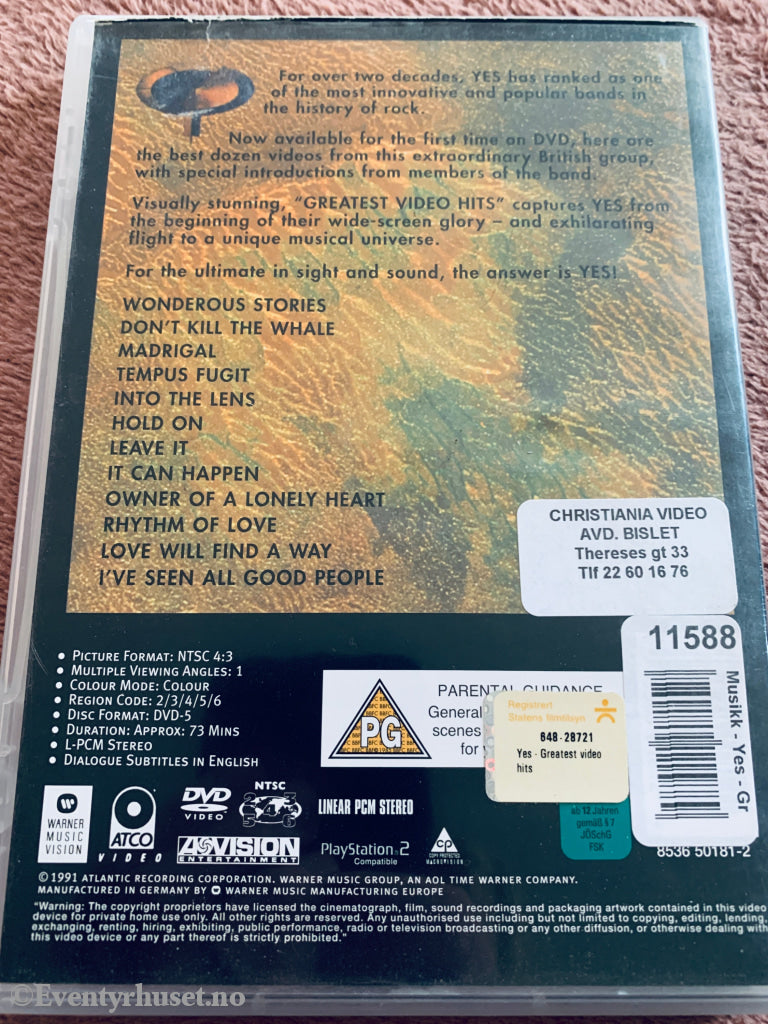 For over two decades, YES has ranked as one
of the most innovative and popular bands in
the history of rock.
Now available for the first time on DVD, here are
the best dozen videos from this extraordinary British group,
with special introductions from members of the band.
Visually stunning, "GREATEST VIDEO HITS" captures YES from
the beginning of their wide-screen glory – and exhilarating
flight to a unique musical universe.
For the ultimate in sight and sound, the answer is YES!
WONDEROUS STORIES
DON'T KILL THE WHALE
MADRIGAL
TEMPUS FUGIT
INTO THE LENS
HOLD ON
LEAVE IT
IT CAN HAPPEN
OWNER OF A LONELY HEART
RHYTHM OF LOVE
LOVE WILL FIND A WAY
I'VE SEEN ALL GOOD PEOPLE
CHRISTIANIA VIDEO
AVD. BISLET
Thereses gt 33
Tlf 22 60 16 76
11588
Musikk - Yes - Gr
• PICTURE FORMAT: NTSC 4:3
• MULTIPLE VIEWING ANGLES: 1
• COLOUR MODE: COLOUR
• REGION CODE: 2/3/4/5/6
• DISC FORMAT: DVD-5
• DURATION: APPROX: 73 MINS
• L-PCM STEREO
• DIALOGUE SUBTITLES IN ENGLISH
PG
PARENTAL GUIDANCE
General
scenes
for
Registrert
Statens filmtilsyn
648-28721
Yes - Greatest video
hits
ab 12 Jahren
gemäß § 7
JÖSchG
FSK
8536 50181-2
WARNER
MUSIC
VISION
ATCO
VIDEO
DVD
VIDEO
NTSC
2 3 4
5 6
LINEAR PCM STEREO
A*VISION
ENTERTAINMENT
PlayStation 2
Compatible
CP
COPY PROTECTED
MACROVISION
© 1991 ATLANTIC RECORDING CORPORATION. WARNER MUSIC GROUP, AN AOL TIME WARNER COMPANY.
MANUFACTURED IN GERMANY BY WARNER MUSIC MANUFACTURING EUROPE
"Warning: The copyright proprietors have licensed the cinematograph, film, sound recordings and packaging artwork contained in this video
device for private home use only. All other rights are reserved. Any unauthorised use including but not limited to copying, editing, lending,
exchanging, renting, hiring, exhibiting, public performance, radio or television broadcasting or any other diffusion, or otherwise dealing with
this video device or any part thereof is strictly prohibited."
©Eventyrhuset.no